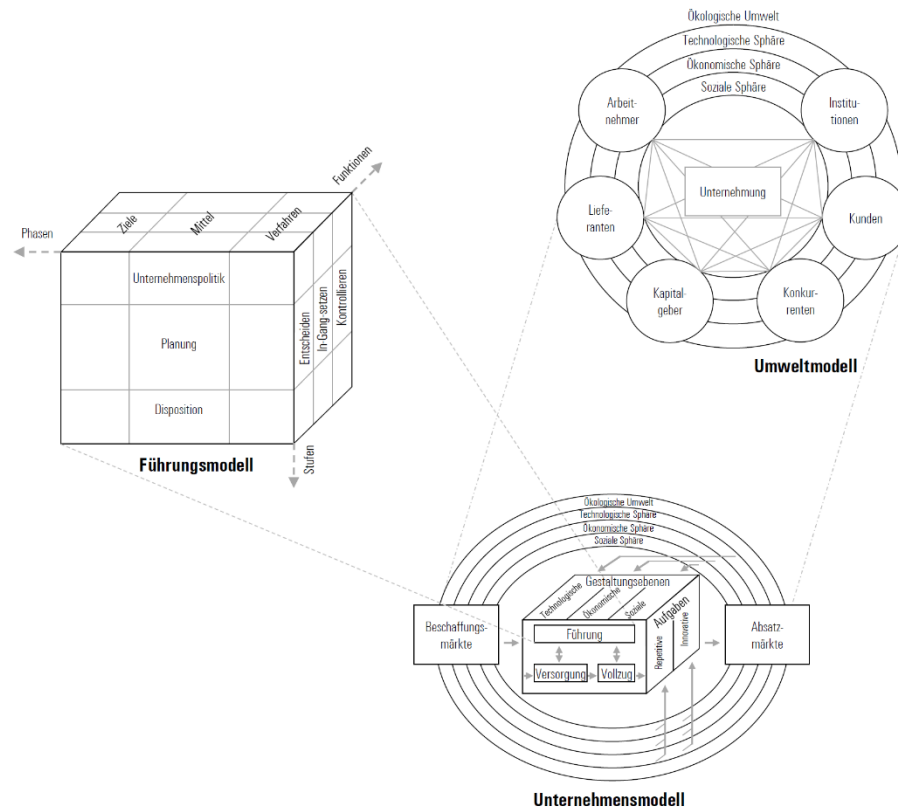 Ökologische Umwelt
Technologische Sphäre
Ökonomische Sphäre
Soziale Sphäre
Arbeit-
nehmer
Institu-
tionen
Unternehmung
Liefe-
ranten
Kunden
Kapital-
geber
Konkur-
renten
Umweltmodell
Funktionen
Phasen
Ziele
Mittel
Verfahren
Unternehmenspolitik
Planung
Disposition
Entscheiden
In-Gang-setzen
Kontrollieren
Stufen
Führungsmodell
Ökologische Umwelt
Technologische Sphäre
Ökonomische Sphäre
Soziale Sphäre
Gestaltungsebenen
Technologische
Ökonomische
Soziale
Aufgaben
Repetitive
Innovative
Beschaffungs-
märkte
Führung
Versorgung
Vollzug
Absatz-
märkte
Unternehmensmodell